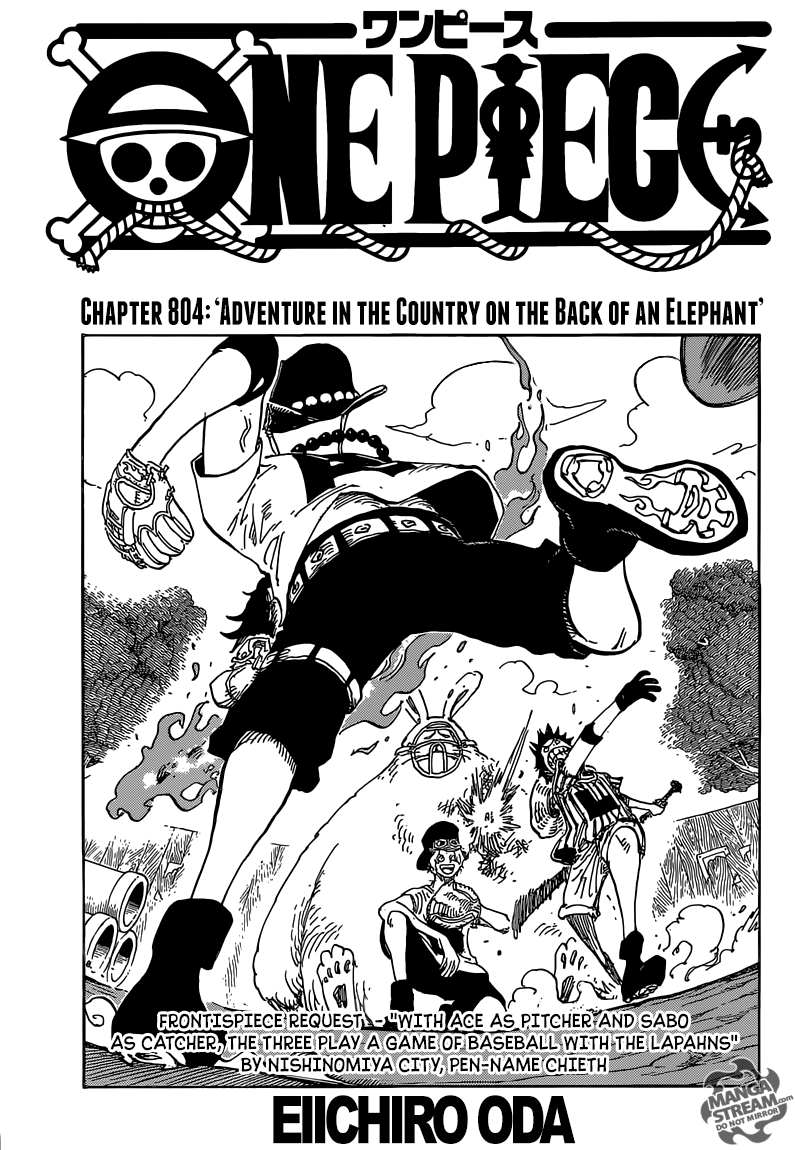 ワンピース
ONE PIECE
CHAPTER 804: ‘ADVENTURE IN THE COUNTRY ON THE BACK OF AN ELEPHANT’
FRONTISPIECE REQUEST - "WITH ACE AS PITCHER AND SABO
AS CATCHER, THE THREE PLAY A GAME OF BASEBALL WITH THE LAPAHNS"
BY NISHINOMIYA CITY, PEN-NAME CHIETH
EIICHIRO ODA
MANGA
STREAM.com
DO NOT MIRROR